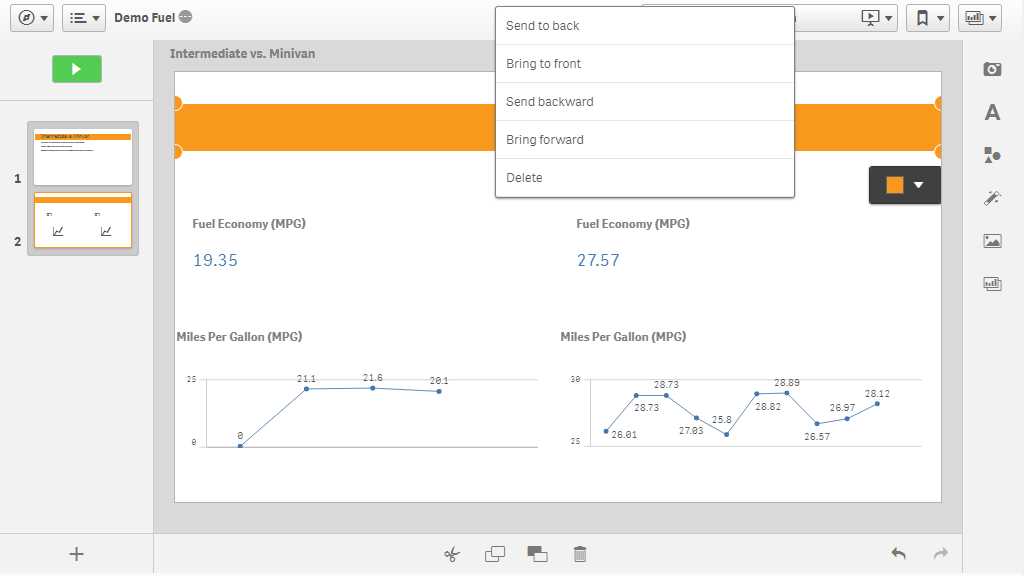 Demo Fuel
Send to back
Bring to front
Send backward
Bring forward
Delete
Intermediate vs. Minivan
1
2
Fuel Economy (MPG)
19.35
Fuel Economy (MPG)
27.57
Miles Per Gallon (MPG)
25
0
0
21.1
21.6
20.1
Miles Per Gallon (MPG)
30
25
26.01
28.73
28.73
27.03
25.8
28.82
28.89
26.57
26.97
28.12
A